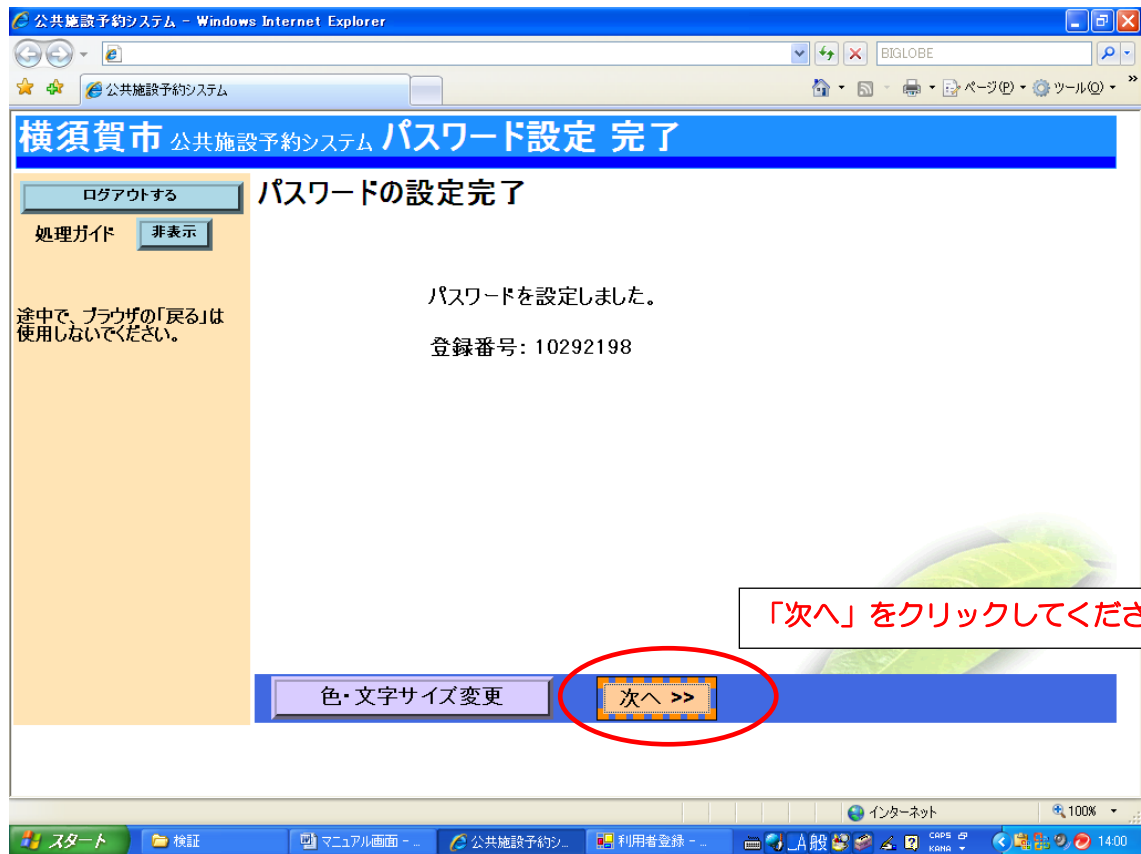 公共施設予約システム - Windows Internet Explorer
BIGLOBE
公共施設予約システム
ページ(P)
ツール(O)
横須賀市 公共施設予約システム パスワード設定 完了
ログアウトする
処理ガイド 非表示
途中で、ブラウザの「戻る」は
使用しないでください。
パスワードの設定完了
パスワードを設定しました。
登録番号: 10292198
「次へ」をクリックしてくださ
色・文字サイズ変更
次へ >>
インターネット
100%
スタート
検証
マニュアル画面 - ...
公共施設予約シ...
利用者登録 - ...
A 般
CAPS
KANA
14:00